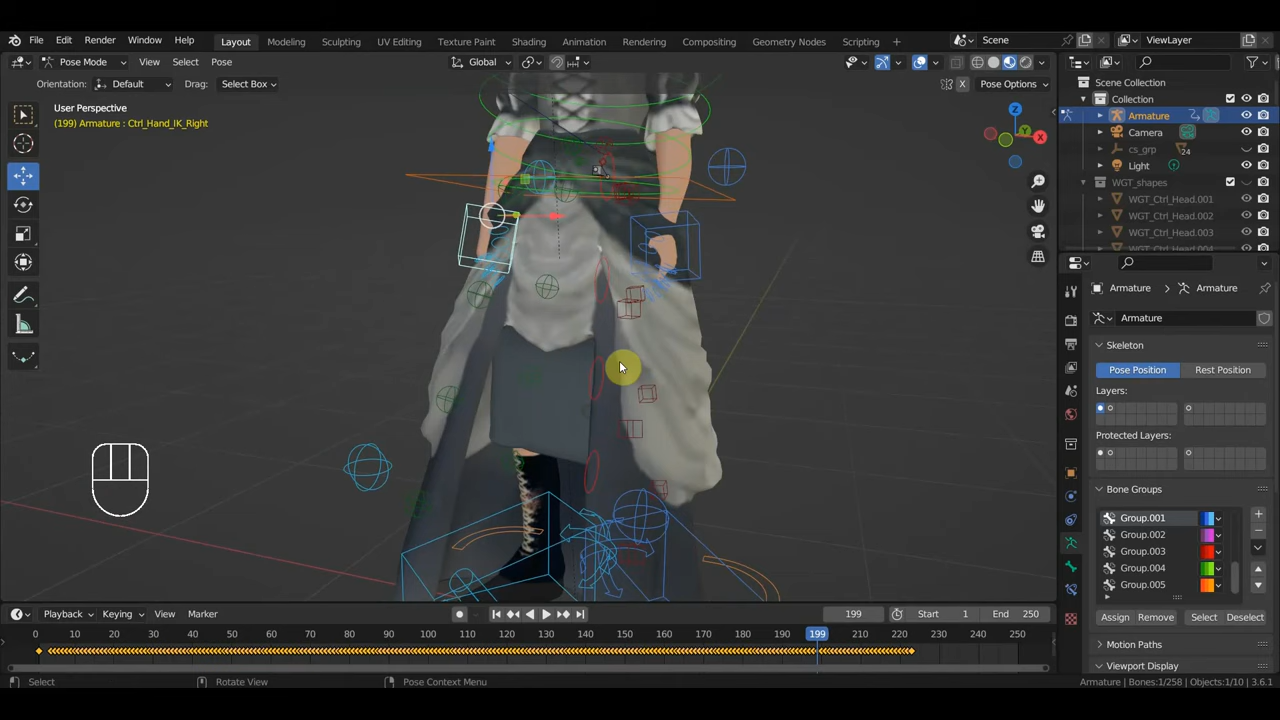 File Edit Render Window Help Layout Modeling Sculpting UV Editing Texture Paint Shading Animation Rendering Compositing Geometry Nodes Scripting + Scene ViewLayer
Pose Mode View Select Pose Global
Orientation: Default Drag: Select Box X Pose Options
User Perspective
(199) Armature : Ctrl_Hand_IK_Right
Z
Y
X
Scene Collection
Collection
Armature
Camera
cs_grp 24
Light
WGT_shapes
WGT_Ctrl_Head.001
WGT_Ctrl_Head.002
WGT_Ctrl_Head.003
WGT_Ctrl_Head.004
Armature > Armature
Armature
Skeleton
Pose Position Rest Position
Layers:
Protected Layers:
Bone Groups
Group.001
Group.002
Group.003
Group.004
Group.005
Assign Remove Select Deselect
Motion Paths
Viewport Display
Playback Keying View Marker 199 Start 1 End 250
0 10 20 30 40 50 60 70 80 90 100 110 120 130 140 150 160 170 180 190 199 210 220 230 240 250
Select Rotate View Pose Context Menu Armature | Bones:1/258 | Objects:1/10 | 3.6.1